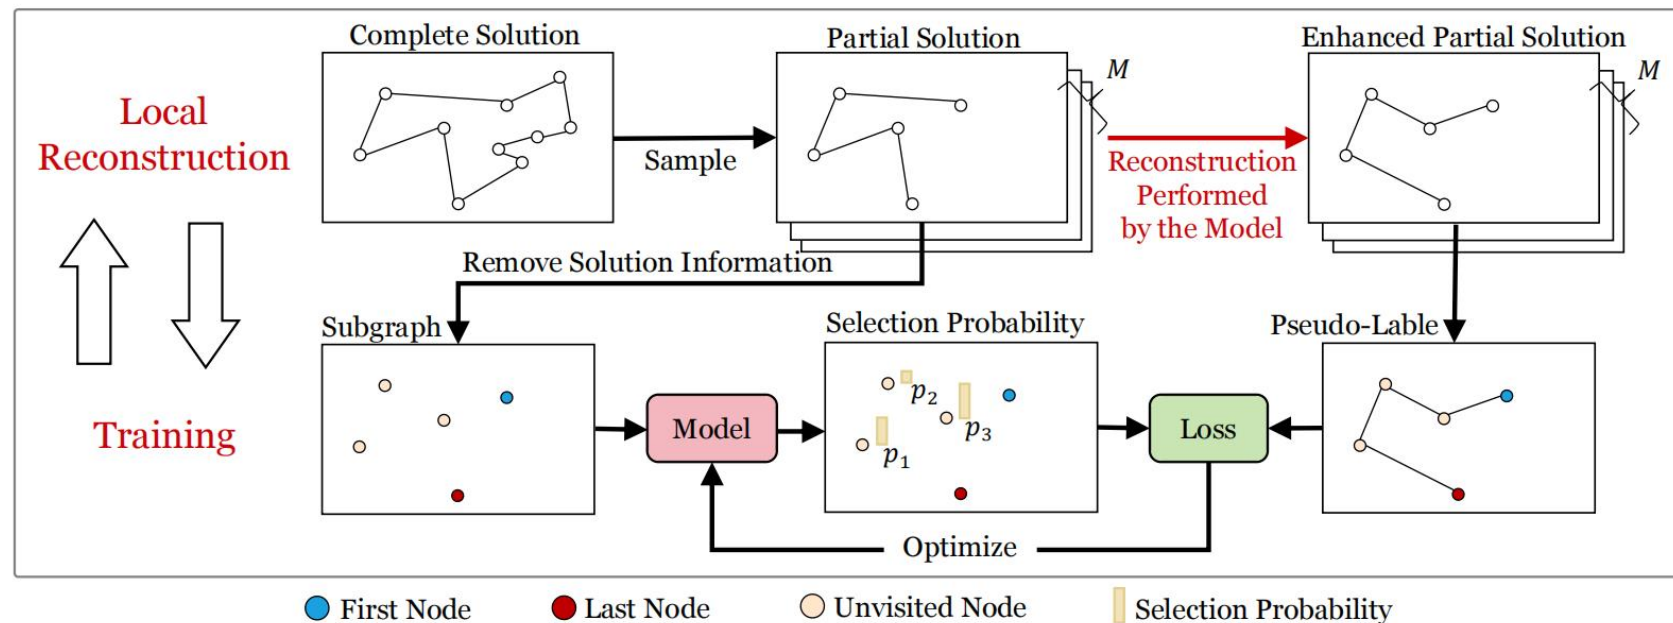 Complete Solution
Partial Solution
Enhanced Partial Solution
M
M
Local
Reconstruction
Sample
Reconstruction
Performed
by the Model
Remove Solution Information
Subgraph
Selection Probability
Pseudo-Lable
Training
Model
p2
p3
p1
Loss
Optimize
First Node
Last Node
Unvisited Node
Selection Probability